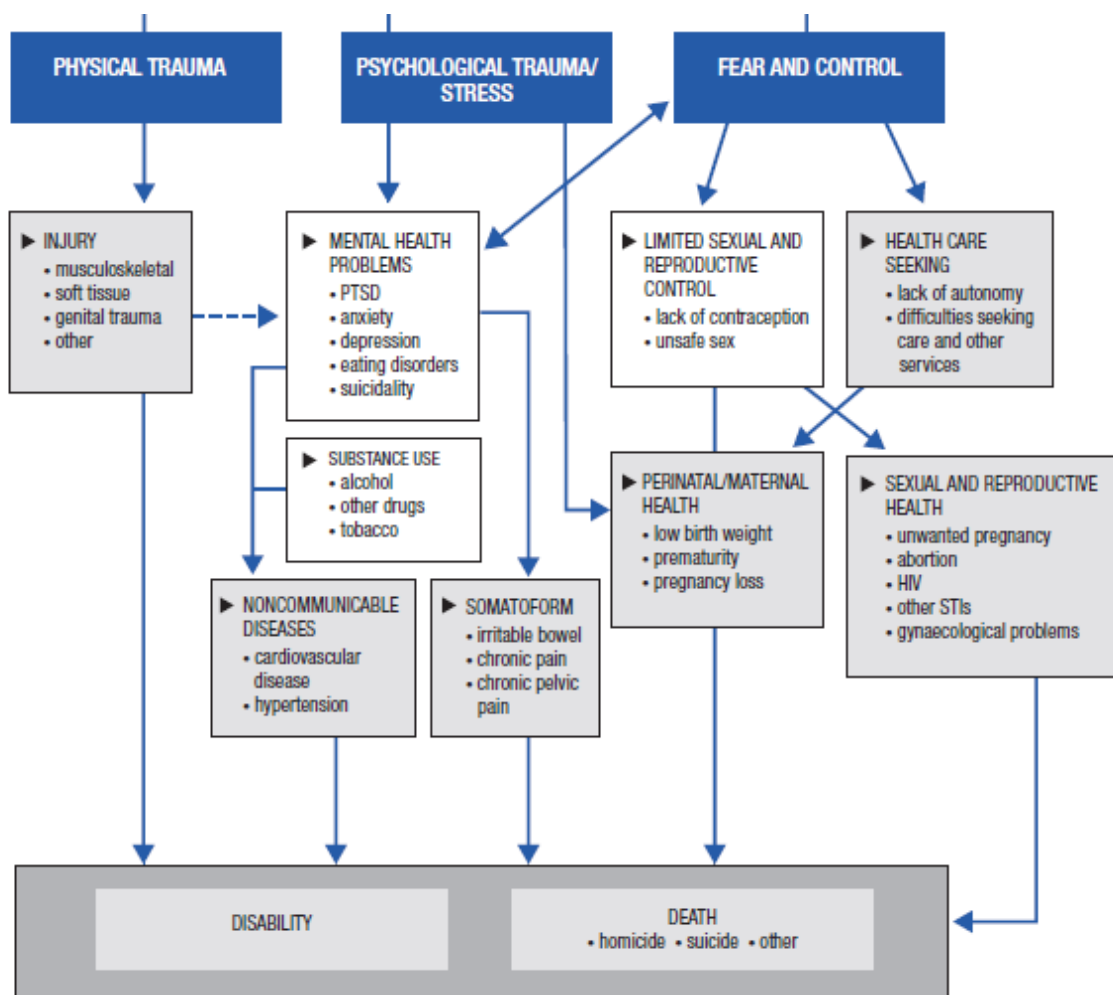 PHYSICAL TRAUMA
PSYCHOLOGICAL TRAUMA/
STRESS
FEAR AND CONTROL
► INJURY
• musculoskeletal
• soft tissue
• genital trauma
• other
► MENTAL HEALTH
PROBLEMS
• PTSD
• anxiety
• depression
• eating disorders
• suicidality
► LIMITED SEXUAL AND
REPRODUCTIVE
CONTROL
• lack of contraception
• unsafe sex
► HEALTH CARE
SEEKING
• lack of autonomy
• difficulties seeking
care and other
services
► SUBSTANCE USE
• alcohol
• other drugs
• tobacco
► PERINATAL/MATERNAL
HEALTH
• low birth weight
• prematurity
• pregnancy loss
► SEXUAL AND REPRODUCTIVE
HEALTH
• unwanted pregnancy
• abortion
• HIV
• other STIs
• gynaecological problems
► NONCOMMUNICABLE
DISEASES
• cardiovascular
disease
• hypertension
► SOMATOFORM
• irritable bowel
• chronic pain
• chronic pelvic
pain
DISABILITY
DEATH
• homicide • suicide • other